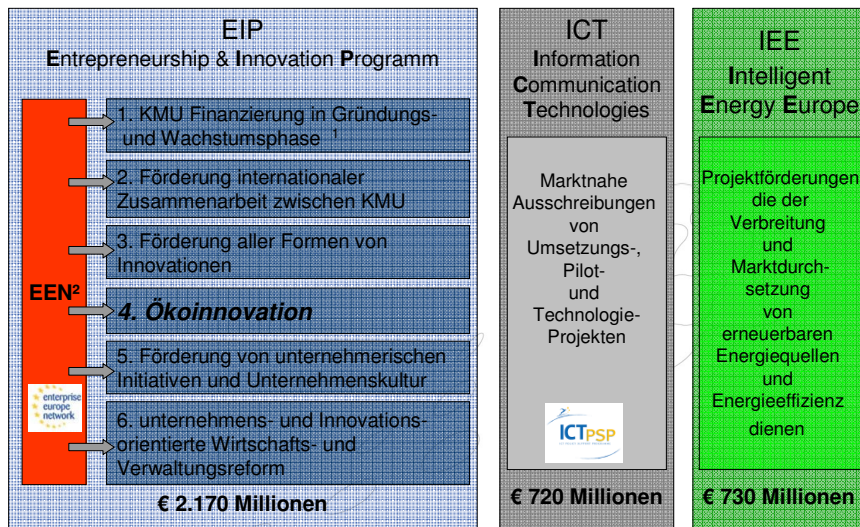 EIP
Entrepreneurship & Innovation Programm
EEN²
enterprise
europe
network
1. KMU Finanzierung in Gründungs-
und Wachstumsphase ¹
2. Förderung internationaler
Zusammenarbeit zwischen KMU
3. Förderung aller Formen von
Innovationen
4. Ökoinnovation
5. Förderung von unternehmerischen
Initiativen und Unternehmenskultur
6. unternehmens- und Innovations-
orientierte Wirtschafts- und
Verwaltungsreform
€ 2.170 Millionen
ICT
Information
Communication
Technologies
Marktnahe
Ausschreibungen
von
Umsetzungs-,
Pilot-
und
Technologie-
Projekten
ICT PSP
€ 720 Millionen
IEE
Intelligent
Energy Europe
Projektförderungen
die der
Verbreitung
und
Marktdurch-
setzung
von
erneuerbaren
Energiequellen
und
Energieeffizienz
dienen
€ 730 Millionen